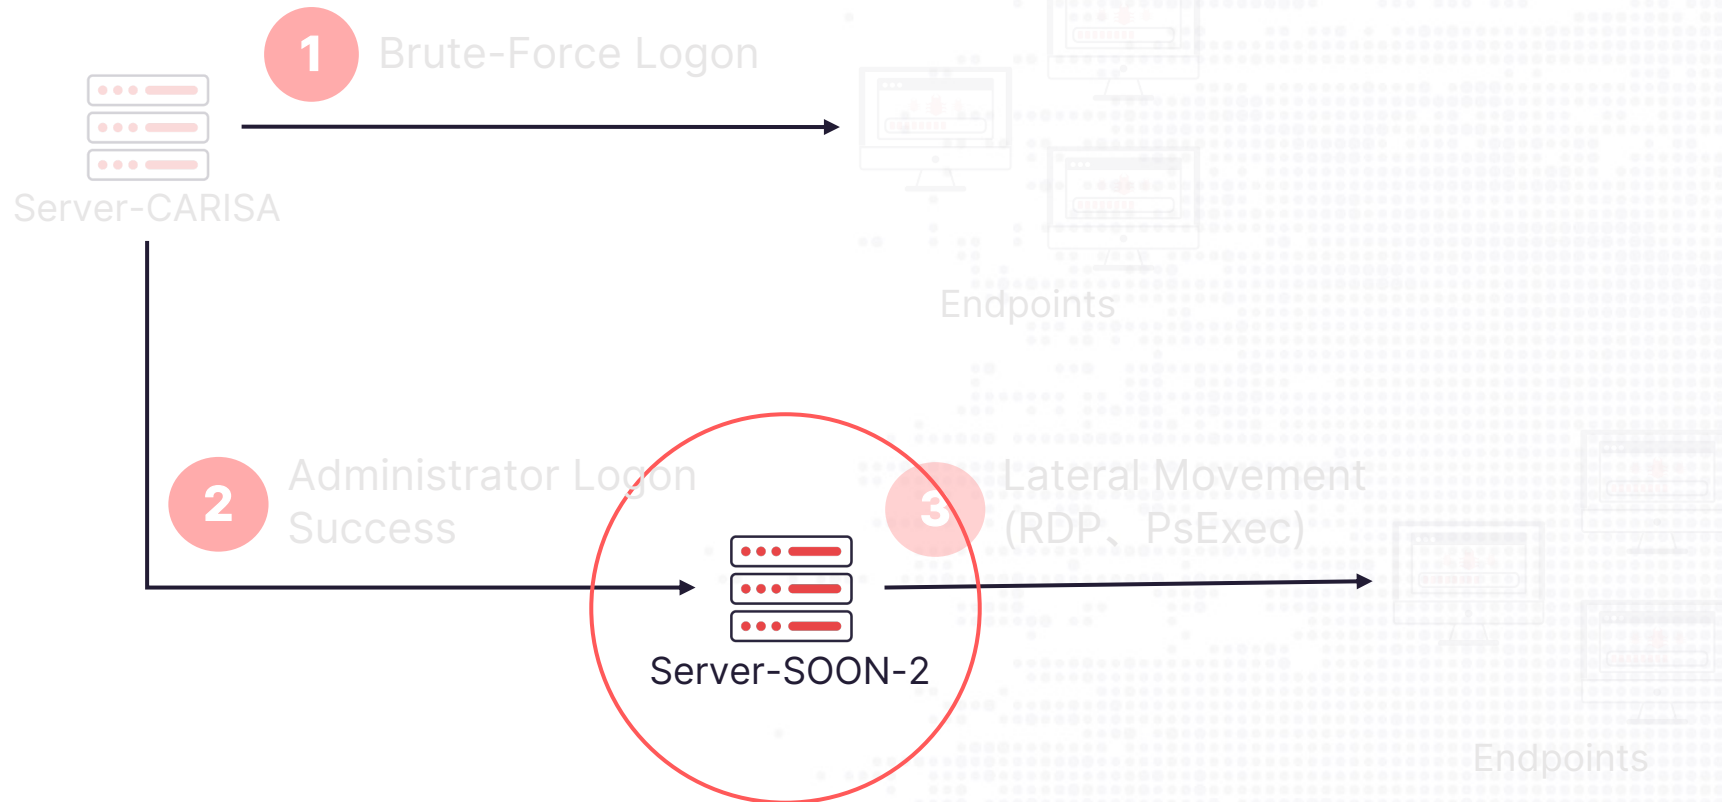 1
Brute-Force Logon
Server-CARISA
Endpoints
2
Administrator Logon
Success
3
Lateral Movement
(RDP、PsExec)
Server-SOON-2
Endpoints